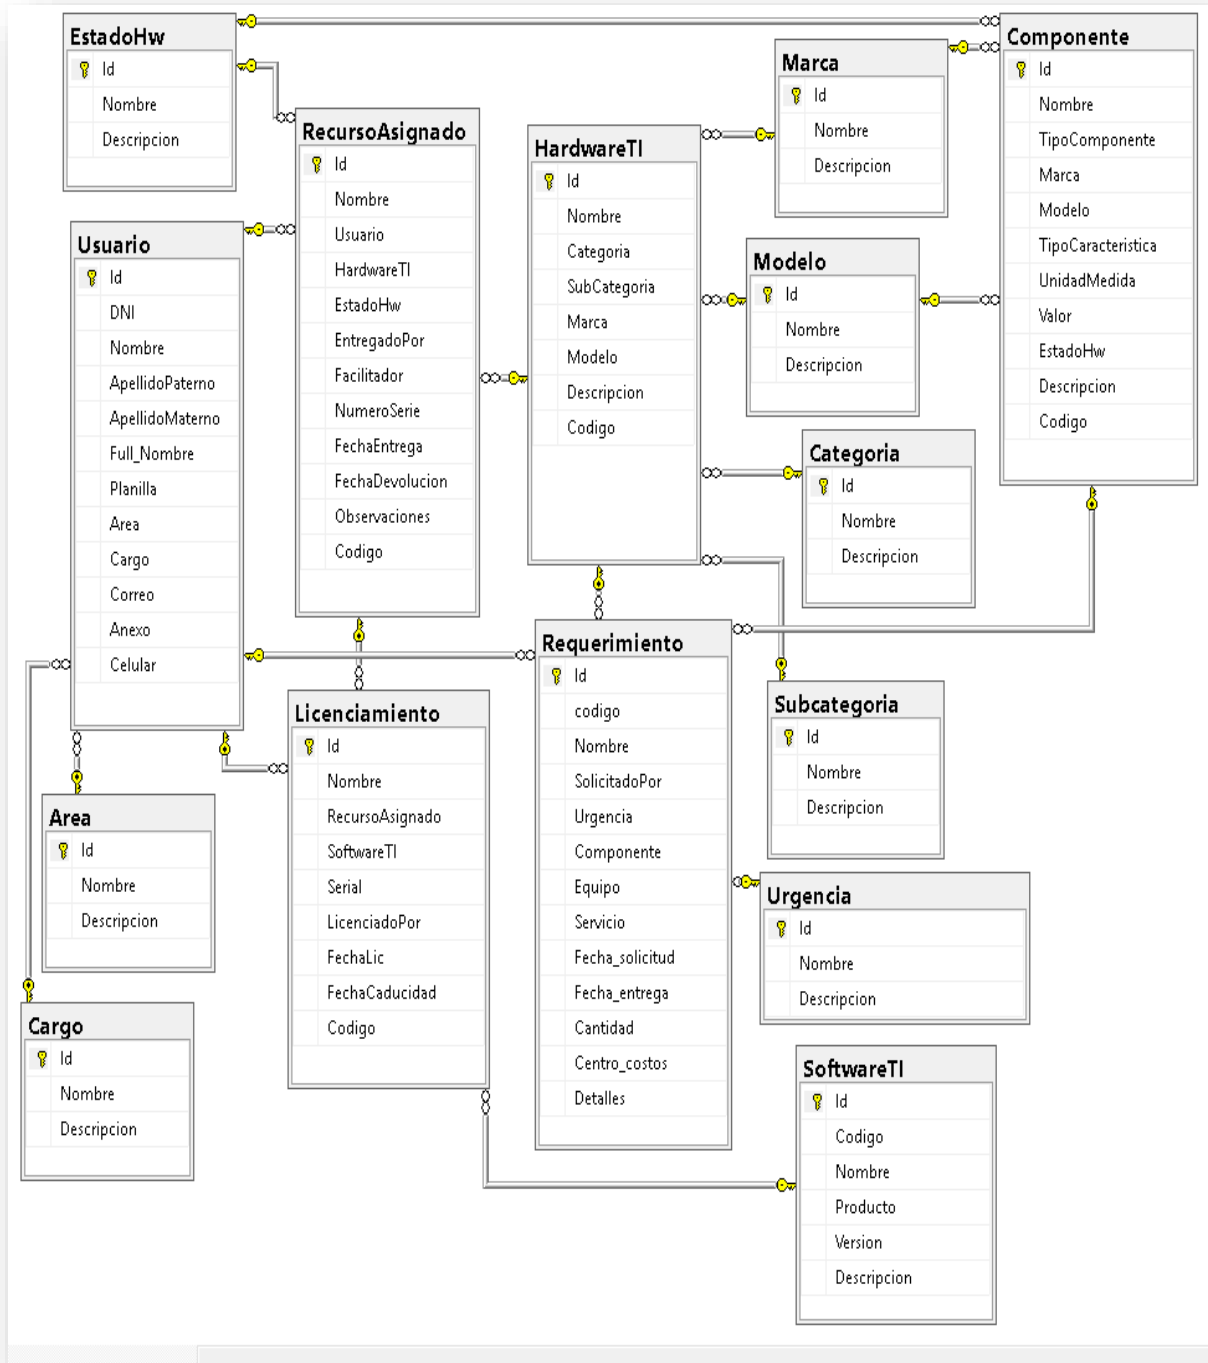 EstadoHw
Id
Nombre
Descripcion
RecursoAsignado
Id
Nombre
Usuario
HardwareTI
EstadoHw
EntregadoPor
Facilitador
NumeroSerie
FechaEntrega
FechaDevolucion
Observaciones
Codigo
HardwareTI
Id
Nombre
Categoria
SubCategoria
Marca
Modelo
Descripcion
Codigo
Marca
Id
Nombre
Descripcion
Componente
Id
Nombre
TipoComponente
Marca
Modelo
TipoCaracteristica
UnidadMedida
Valor
EstadoHw
Descripcion
Codigo
Usuario
Id
DNI
Nombre
ApellidoPaterno
ApellidoMaterno
Full_Nombre
Planilla
Area
Cargo
Correo
Anexo
Celular
Modelo
Id
Nombre
Descripcion
Categoria
Id
Nombre
Descripcion
Requerimiento
Id
codigo
Nombre
SolicitadoPor
Urgencia
Componente
Equipo
Servicio
Fecha_solicitud
Fecha_entrega
Cantidad
Centro_costos
Detalles
Subcategoria
Id
Nombre
Descripcion
Licenciamiento
Id
Nombre
RecursoAsignado
SoftwareTI
Serial
LicenciadoPor
FechaLic
FechaCaducidad
Codigo
Area
Id
Nombre
Descripcion
Urgencia
Id
Nombre
Descripcion
Cargo
Id
Nombre
Descripcion
SoftwareTI
Id
Codigo
Nombre
Producto
Version
Descripcion